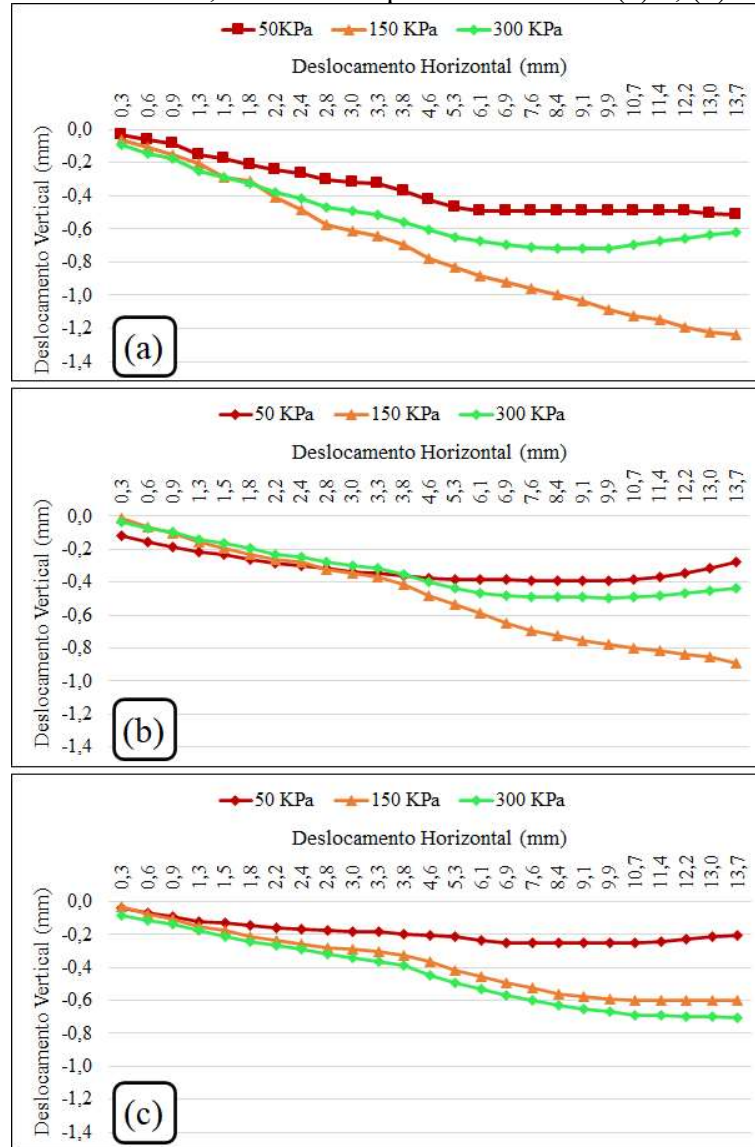 50KPa 150 KPa 300 KPa
Deslocamento Horizontal (mm)
0,3 0,6 0,9 1,3 1,5 1,8 2,2 2,4 2,8 3,0 3,3 3,8 4,6 5,3 6,1 6,9 7,6 8,4 9,1 9,9 10,7 11,4 12,2 13,0 13,7
Deslocamento Vertical (mm)
0,0
-0,2
-0,4
-0,6
-0,8
-1,0
-1,2
-1,4
(a)
50 KPa 150 KPa 300 KPa
Deslocamento Horizontal (mm)
0,3 0,6 0,9 1,3 1,5 1,8 2,2 2,4 2,8 3,0 3,3 3,8 4,6 5,3 6,1 6,9 7,6 8,4 9,1 9,9 10,7 11,4 12,2 13,0 13,7
Deslocamento Vertical (mm)
0,0
-0,2
-0,4
-0,6
-0,8
-1,0
-1,2
-1,4
(b)
50 KPa 150 KPa 300 KPa
Deslocamento Horizontal (mm)
0,3 0,6 0,9 1,3 1,5 1,8 2,2 2,4 2,8 3,0 3,3 3,8 4,6 5,3 6,1 6,9 7,6 8,4 9,1 9,9 10,7 11,4 12,2 13,0 13,7
Deslocamento Vertical (mm)
0,0
-0,2
-0,4
-0,6
-0,8
-1,0
-1,2
-1,4
(c)